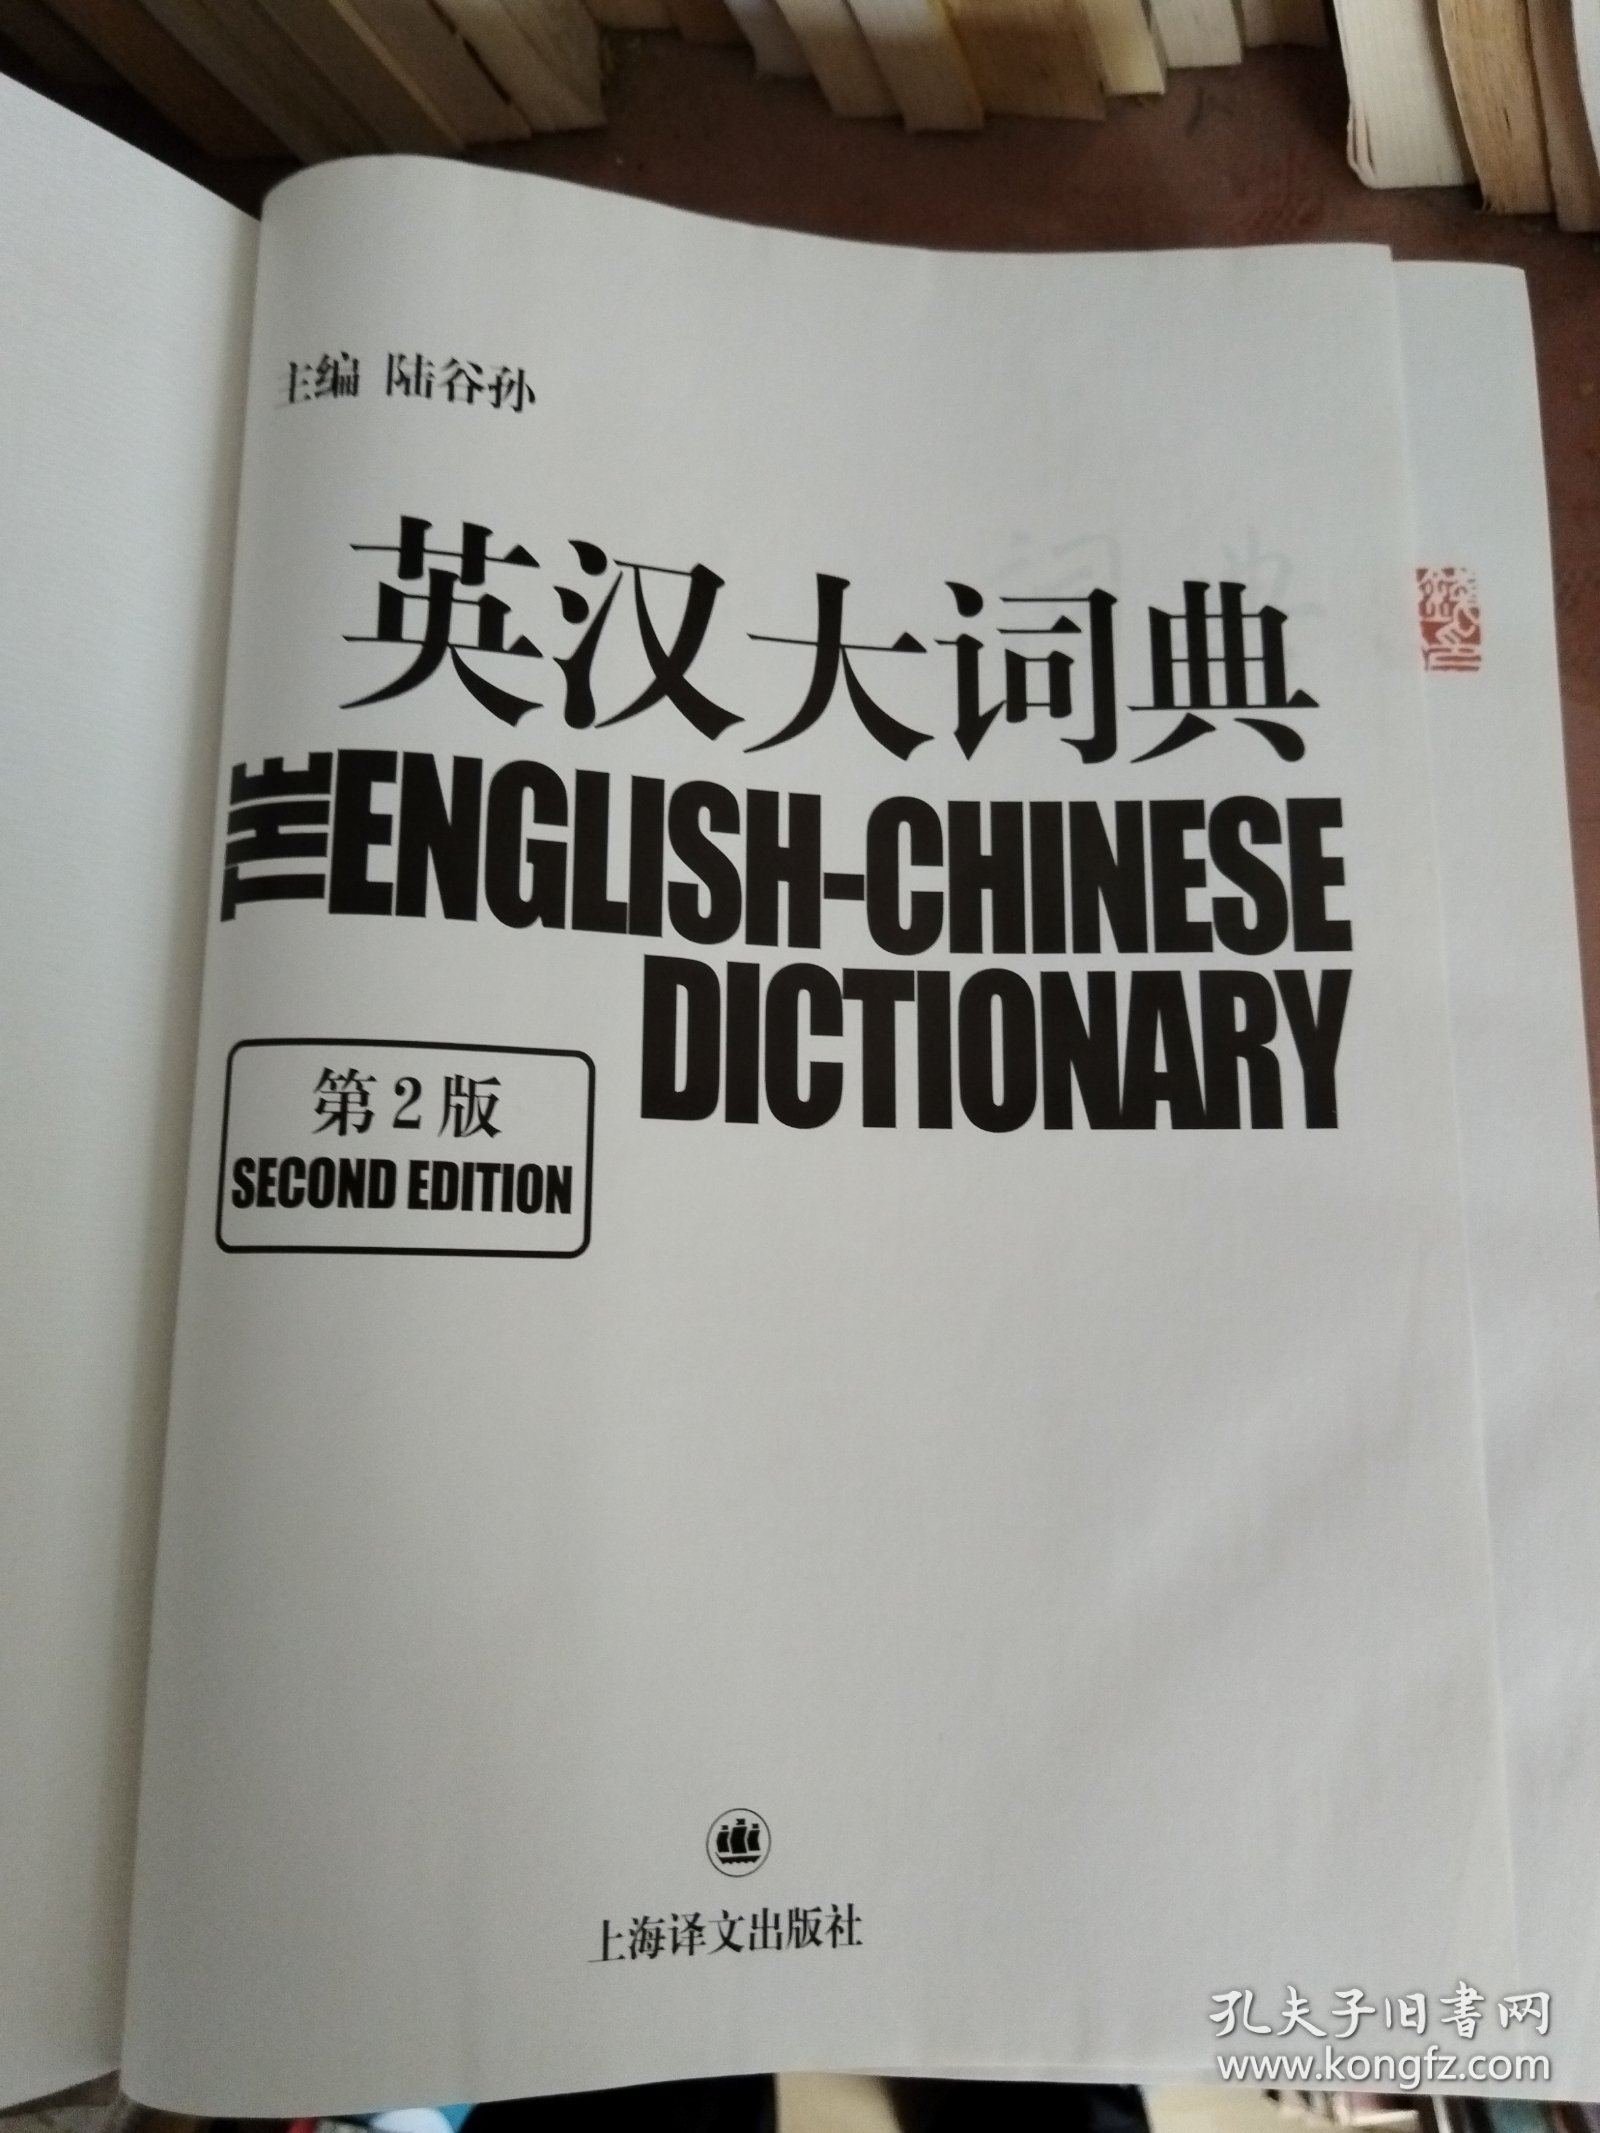 主编 陆谷孙
英汉大词典
THE ENGLISH-CHINESE
DICTIONARY
第2版
SECOND EDITION
上海译文出版社
孔夫子旧书网
www.kongfz.com